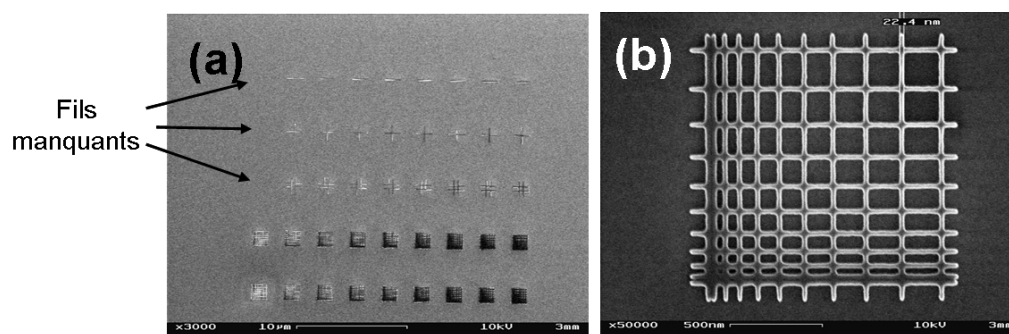 (a)
Fils
manquants
x3000 10µm 10kV 3mm
22.4 nm
(b)
x50000 500nm 10kV 3mm